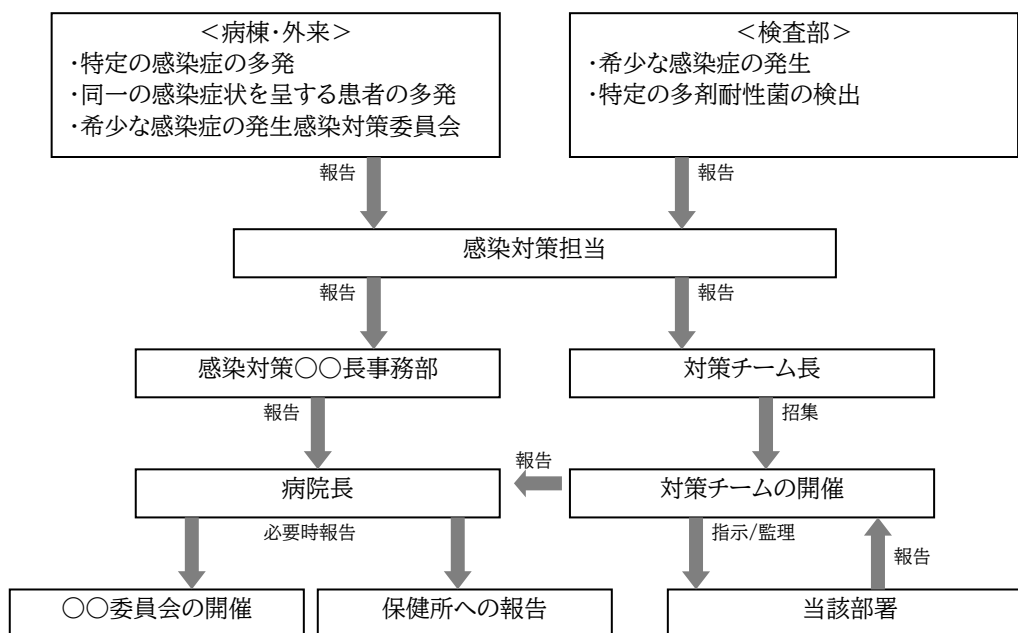 ＜病棟・外来＞
・特定の感染症の多発
・同一の感染症状を呈する患者の多発
・希少な感染症の発生感染対策委員会
＜検査部＞
・希少な感染症の発生
・特定の多剤耐性菌の検出
報告
報告
感染対策担当
報告
報告
感染対策〇〇長事務部
対策チーム長
報告
招集
報告
病院長
対策チームの開催
必要時報告
指示/監理
報告
〇〇委員会の開催
保健所への報告
当該部署